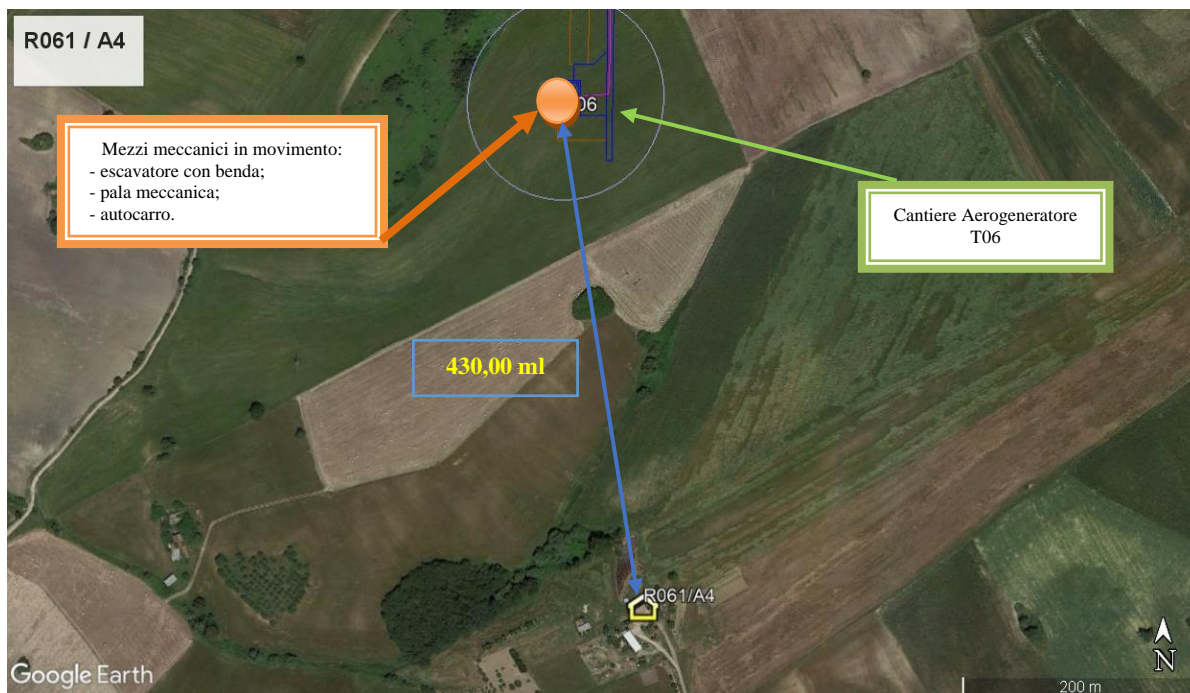 R061 / A4
06
Mezzi meccanici in movimento:
- escavatore con benda;
- pala meccanica;
- autocarro.
Cantiere Aerogeneratore
T06
430,00 ml
R061/A4
N
Google Earth
200 m